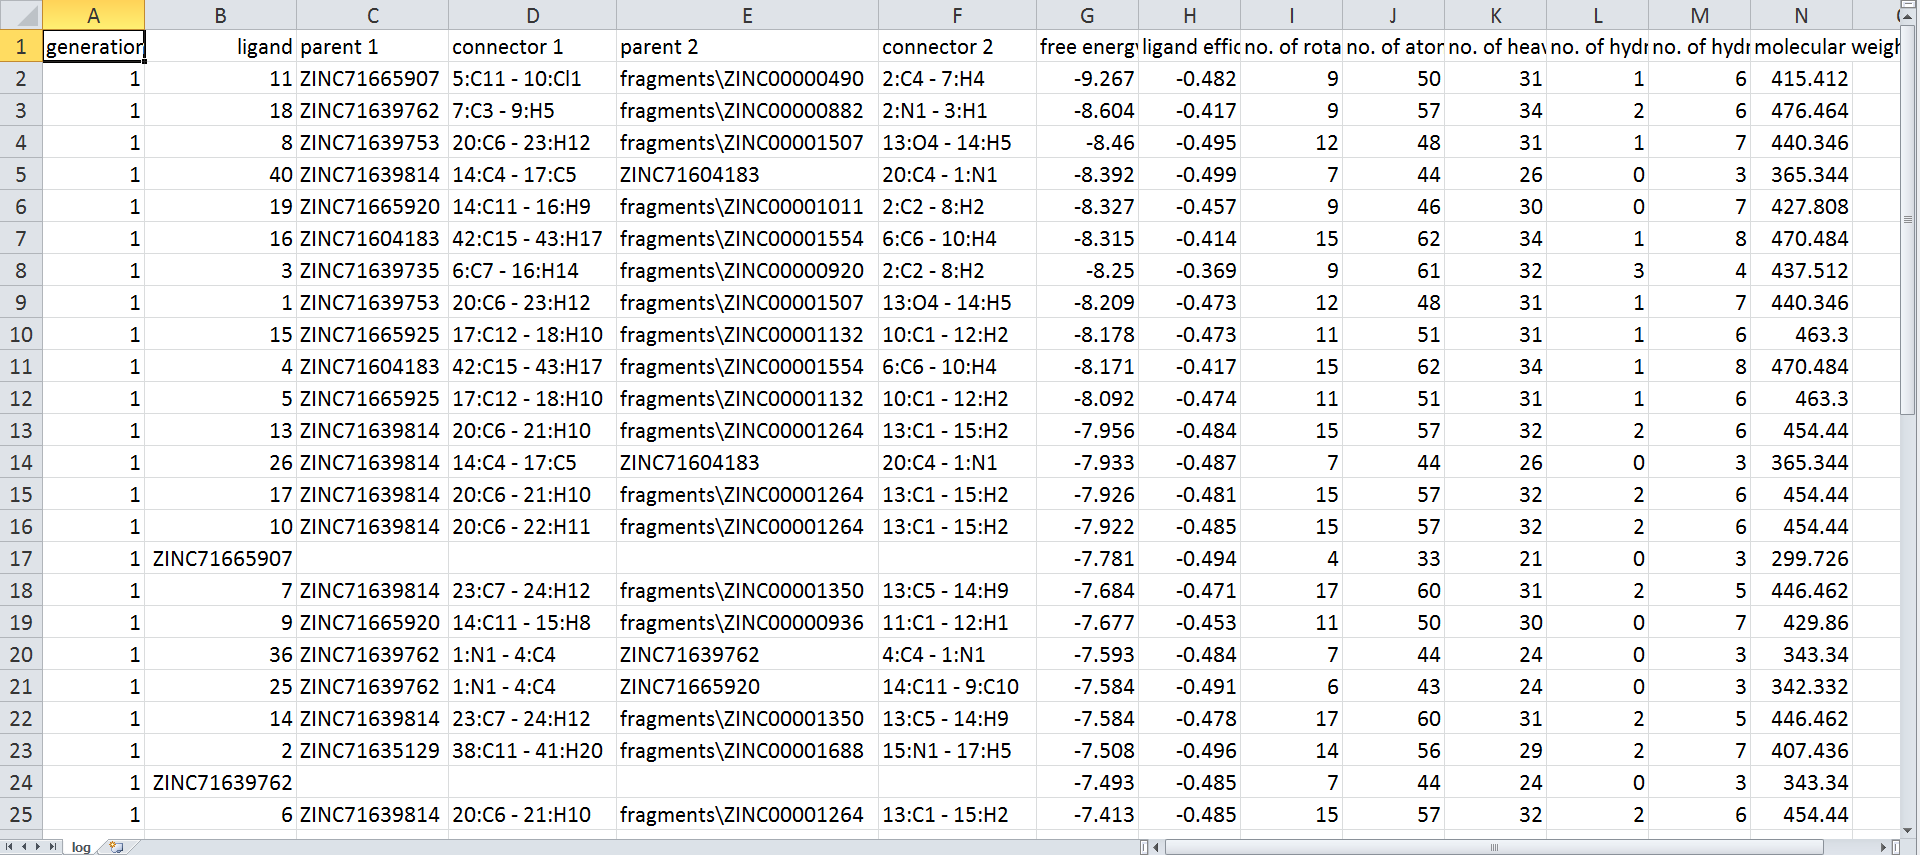 A B C D E F G H I J K L M N
1 generation ligand parent 1 connector 1 parent 2 connector 2 free energy ligand effic no. of rota no. of aton no. of heav no. of hydr no. of hydr molecular weigh
2 1 11 ZINC71665907 5:C11 - 10:Cl1 fragments\ZINC00000490 2:C4 - 7:H4 -9.267 -0.482 9 50 31 1 6 415.412
3 1 18 ZINC71639762 7:C3 - 9:H5 fragments\ZINC00000882 2:N1 - 3:H1 -8.604 -0.417 9 57 34 2 6 476.464
4 1 8 ZINC71639753 20:C6 - 23:H12 fragments\ZINC00001507 13:O4 - 14:H5 -8.46 -0.495 12 48 31 1 7 440.346
5 1 40 ZINC71639814 14:C4 - 17:C5 ZINC71604183 20:C4 - 1:N1 -8.392 -0.499 7 44 26 0 3 365.344
6 1 19 ZINC71665920 14:C11 - 16:H9 fragments\ZINC00001011 2:C2 - 8:H2 -8.327 -0.457 9 46 30 0 7 427.808
7 1 16 ZINC71604183 42:C15 - 43:H17 fragments\ZINC00001554 6:C6 - 10:H4 -8.315 -0.414 15 62 34 1 8 470.484
8 1 3 ZINC71639735 6:C7 - 16:H14 fragments\ZINC00000920 2:C2 - 8:H2 -8.25 -0.369 9 61 32 3 4 437.512
9 1 1 ZINC71639753 20:C6 - 23:H12 fragments\ZINC00001507 13:O4 - 14:H5 -8.209 -0.473 12 48 31 1 7 440.346
10 1 15 ZINC71665925 17:C12 - 18:H10 fragments\ZINC00001132 10:C1 - 12:H2 -8.178 -0.473 11 51 31 1 6 463.3
11 1 4 ZINC71604183 42:C15 - 43:H17 fragments\ZINC00001554 6:C6 - 10:H4 -8.171 -0.417 15 62 34 1 8 470.484
12 1 5 ZINC71665925 17:C12 - 18:H10 fragments\ZINC00001132 10:C1 - 12:H2 -8.092 -0.474 11 51 31 1 6 463.3
13 1 13 ZINC71639814 20:C6 - 21:H10 fragments\ZINC00001264 13:C1 - 15:H2 -7.956 -0.484 15 57 32 2 6 454.44
14 1 26 ZINC71639814 14:C4 - 17:C5 ZINC71604183 20:C4 - 1:N1 -7.933 -0.487 7 44 26 0 3 365.344
15 1 17 ZINC71639814 20:C6 - 21:H10 fragments\ZINC00001264 13:C1 - 15:H2 -7.926 -0.481 15 57 32 2 6 454.44
16 1 10 ZINC71639814 20:C6 - 22:H11 fragments\ZINC00001264 13:C1 - 15:H2 -7.922 -0.485 15 57 32 2 6 454.44
17 1 ZINC71665907 -7.781 -0.494 4 33 21 0 3 299.726
18 1 7 ZINC71639814 23:C7 - 24:H12 fragments\ZINC00001350 13:C5 - 14:H9 -7.684 -0.471 17 60 31 2 5 446.462
19 1 9 ZINC71665920 14:C11 - 15:H8 fragments\ZINC00000936 11:C1 - 12:H1 -7.677 -0.453 11 50 30 0 7 429.86
20 1 36 ZINC71639762 1:N1 - 4:C4 ZINC71639762 4:C4 - 1:N1 -7.593 -0.484 7 44 24 0 3 343.34
21 1 25 ZINC71639762 1:N1 - 4:C4 ZINC71665920 14:C11 - 9:C10 -7.584 -0.491 6 43 24 0 3 342.332
22 1 14 ZINC71639814 23:C7 - 24:H12 fragments\ZINC00001350 13:C5 - 14:H9 -7.584 -0.478 17 60 31 2 5 446.462
23 1 2 ZINC71635129 38:C11 - 41:H20 fragments\ZINC00001688 15:N1 - 17:H5 -7.508 -0.496 14 56 29 2 7 407.436
24 1 ZINC71639762 -7.493 -0.485 7 44 24 0 3 343.34
25 1 6 ZINC71639814 20:C6 - 21:H10 fragments\ZINC00001264 13:C1 - 15:H2 -7.413 -0.485 15 57 32 2 6 454.44
log